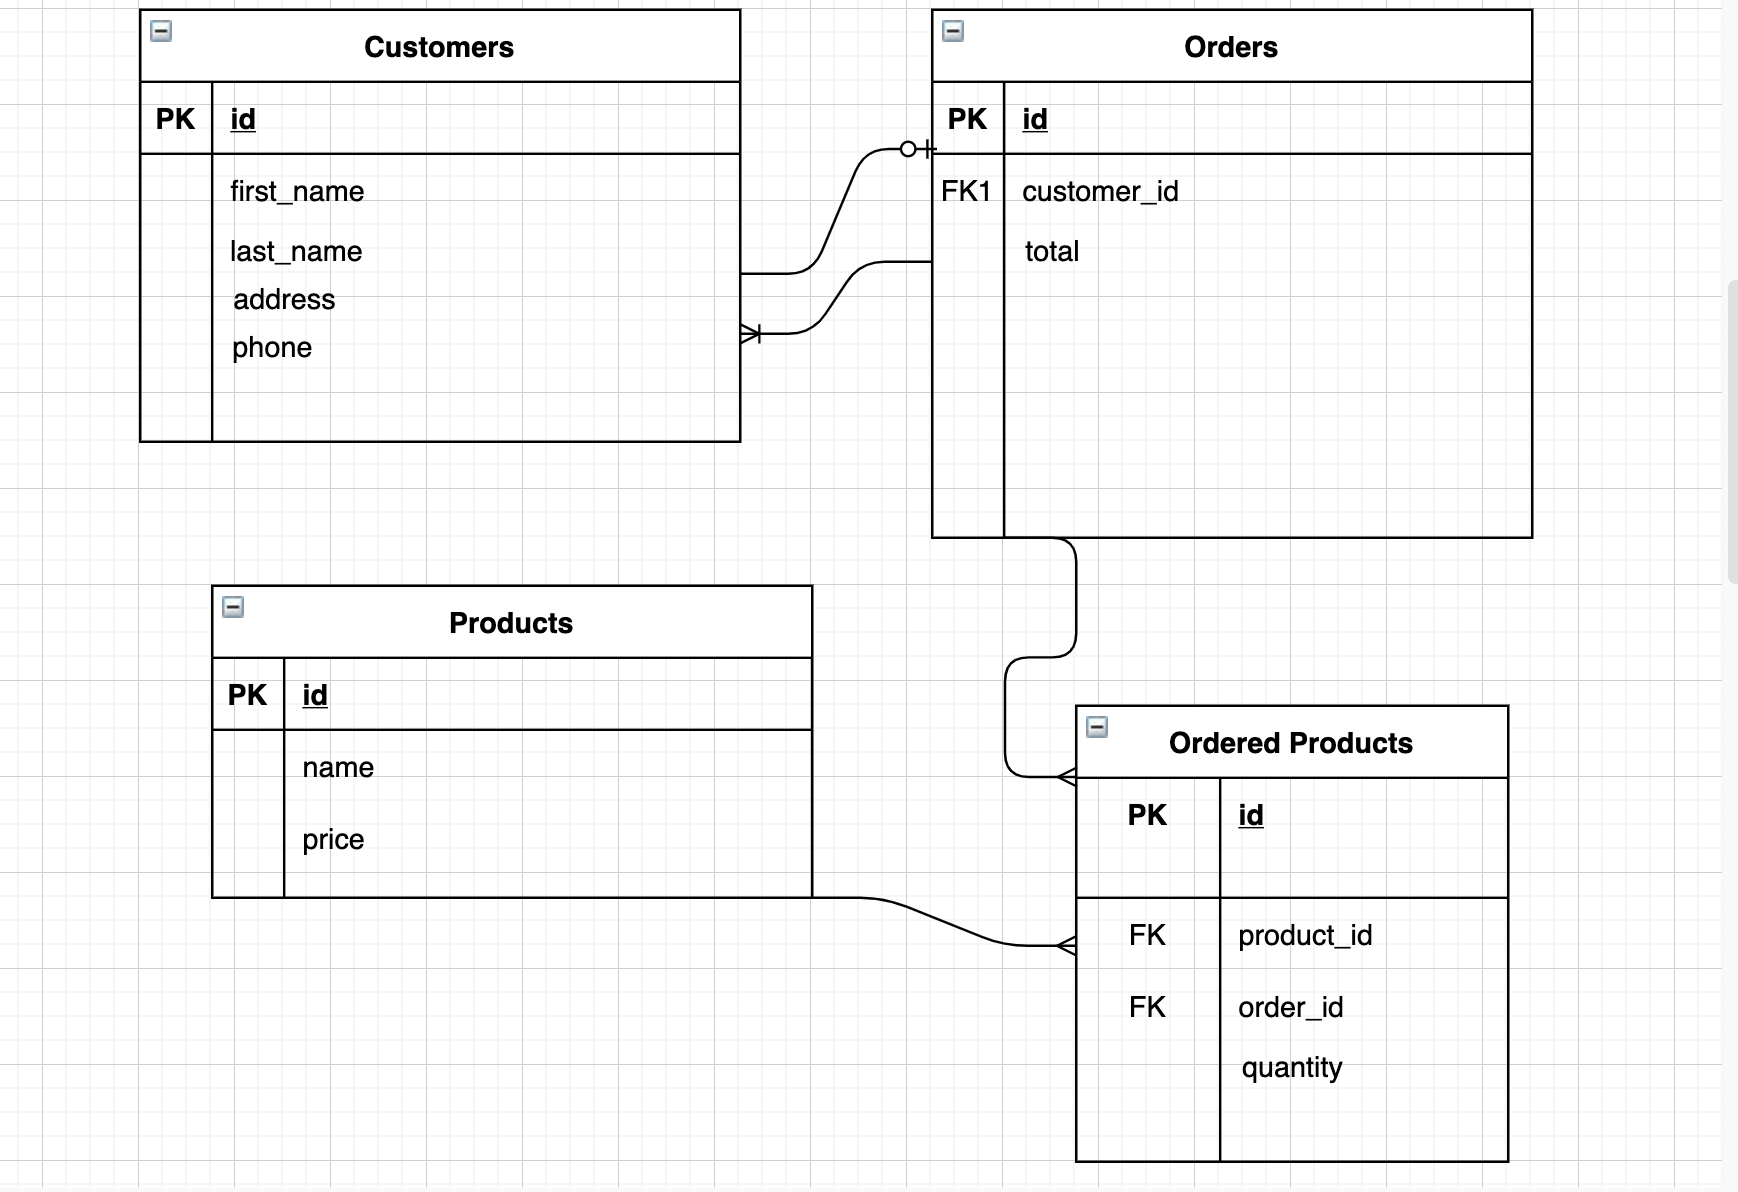 Customers
PK id
first_name
last_name
address
phone
Orders
PK id
FK1 customer_id
total
Products
PK id
name
price
Ordered Products
PK id
FK product_id
FK order_id
quantity